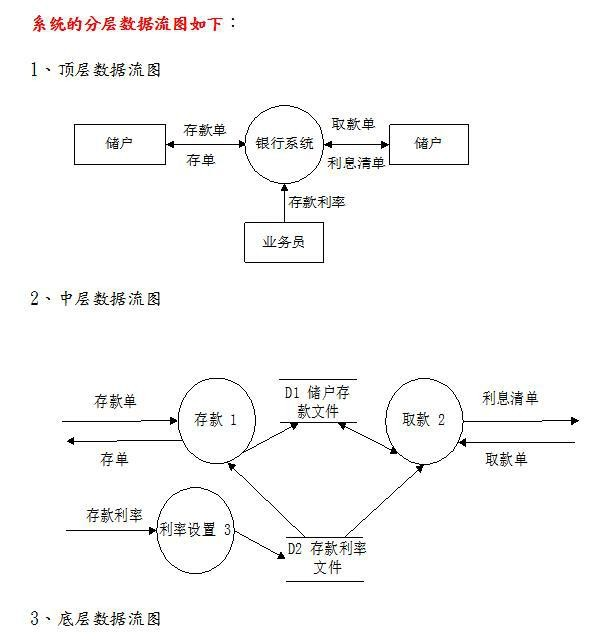 系统的分层数据流图如下：
1、顶层数据流图
存款单
取款单
储户
银行系统
储户
存单
利息清单
存款利率
业务员
2、中层数据流图
D1 储户存
款文件
存款单
利息清单
存款 1
取款 2
存单
取款单
存款利率
利率设置 3
D2 存款利率
文件
3、底层数据流图